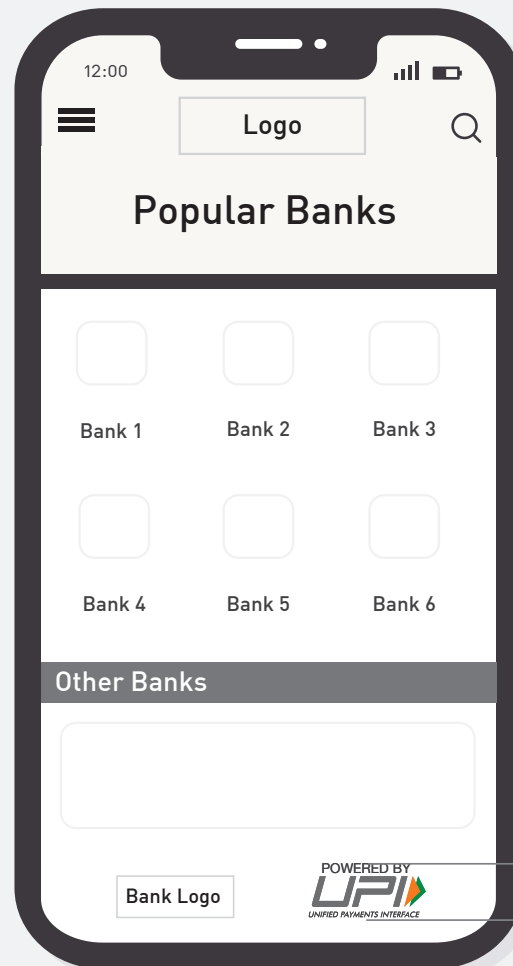 12:00
Logo
Popular Banks
Bank 1 Bank 2 Bank 3
Bank 4 Bank 5 Bank 6
Other Banks
Bank Logo
POWERED BY
UPI
UNIFIED PAYMENTS INTERFACE